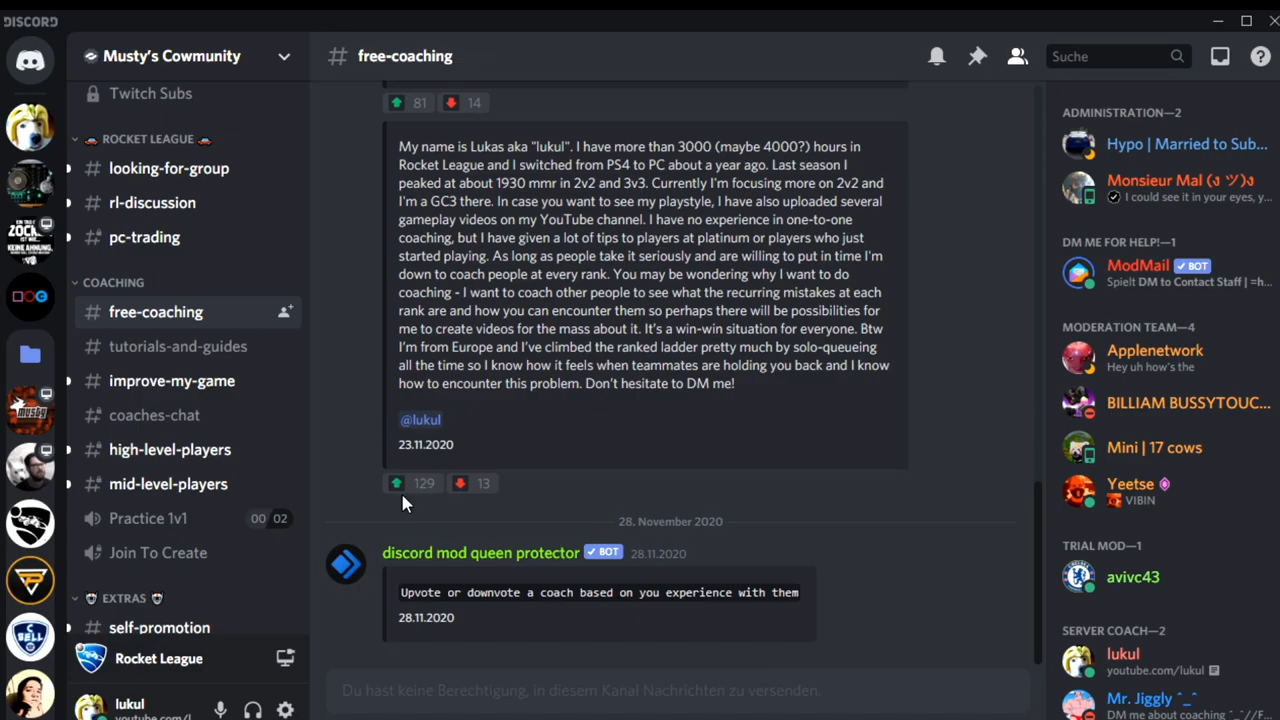 DISCORD
Musty's Cowmunity
Twitch Subs
ROCKET LEAGUE
looking-for-group
rl-discussion
pc-trading
COACHING
free-coaching
tutorials-and-guides
improve-my-game
coaches-chat
high-level-players
mid-level-players
Practice 1v1 00 02
Join To Create
EXTRAS
self-promotion
Rocket League
lukul
# free-coaching
Suche
81 14
My name is Lukas aka "lukul". I have more than 3000 (maybe 4000?) hours in
Rocket League and I switched from PS4 to PC about a year ago. Last season I
peaked at about 1930 mmr in 2v2 and 3v3. Currently I'm focusing more on 2v2 and
I'm a GC3 there. In case you want to see my playstyle, I have also uploaded several
gameplay videos on my YouTube channel. I have no experience in one-to-one
coaching, but I have given a lot of tips to players at platinum or players who just
started playing. As long as people take it seriously and are willing to put in time I'm
down to coach people at every rank. You may be wondering why I want to do
coaching - I want to coach other people to see what the recurring mistakes at each
rank are and how you can encounter them so perhaps there will be possibilities for
me to create videos for the mass about it. It's a win-win situation for everyone. Btw
I'm from Europe and I've climbed the ranked ladder pretty much by solo-queueing
all the time so I know how it feels when teammates are holding you back and I know
how to encounter this problem. Don't hesitate to DM me!
@lukul
23.11.2020
129 13
28. November 2020
discord mod queen protector BOT 28.11.2020
Upvote or downvote a coach based on you experience with them
28.11.2020
Du hast keine Berechtigung, in diesem Kanal Nachrichten zu versenden.
ADMINISTRATION—2
Hypo | Married to Sub...
Monsieur Mal (ง ツ)ง
I could see it in your eyes, y...
DM ME FOR HELP!—1
ModMail BOT
Spielt DM to Contact Staff | =h...
MODERATION TEAM—4
Applenetwork
Hey uh how's the
BILLIAM BUSSYTOUC...
Mini | 17 cows
Yeetse
VIBIN
TRIAL MOD—1
avivc43
SERVER COACH—2
lukul
youtube.com/lukul
Mr. Jiggly ^_^